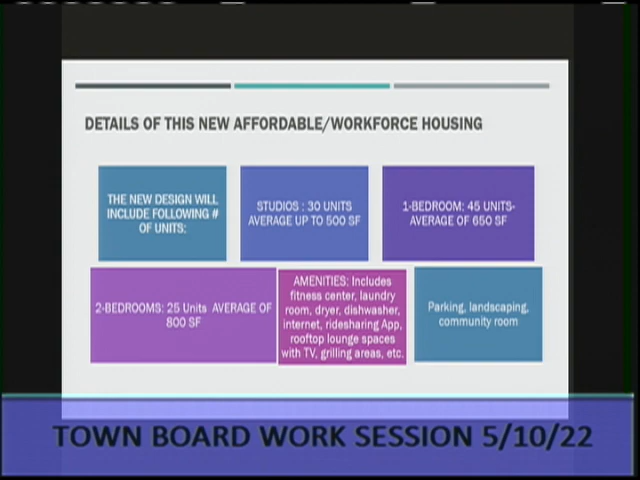 DETAILS OF THIS NEW AFFORDABLE/WORKFORCE HOUSING
THE NEW DESIGN WILL
INCLUDE FOLLOWING #
OF UNITS:
STUDIOS : 30 UNITS
AVERAGE UP TO 500 SF
1-BEDROOM: 45 UNITS-
AVERAGE OF 650 SF
2-BEDROOMS: 25 Units AVERAGE OF
800 SF
AMENITIES: Includes
fitness center, laundry
room, dryer, dishwasher,
internet, ridesharing App,
rooftop lounge spaces
with TV, grilling areas, etc.
Parking, landscaping,
community room
TOWN BOARD WORK SESSION 5/10/22